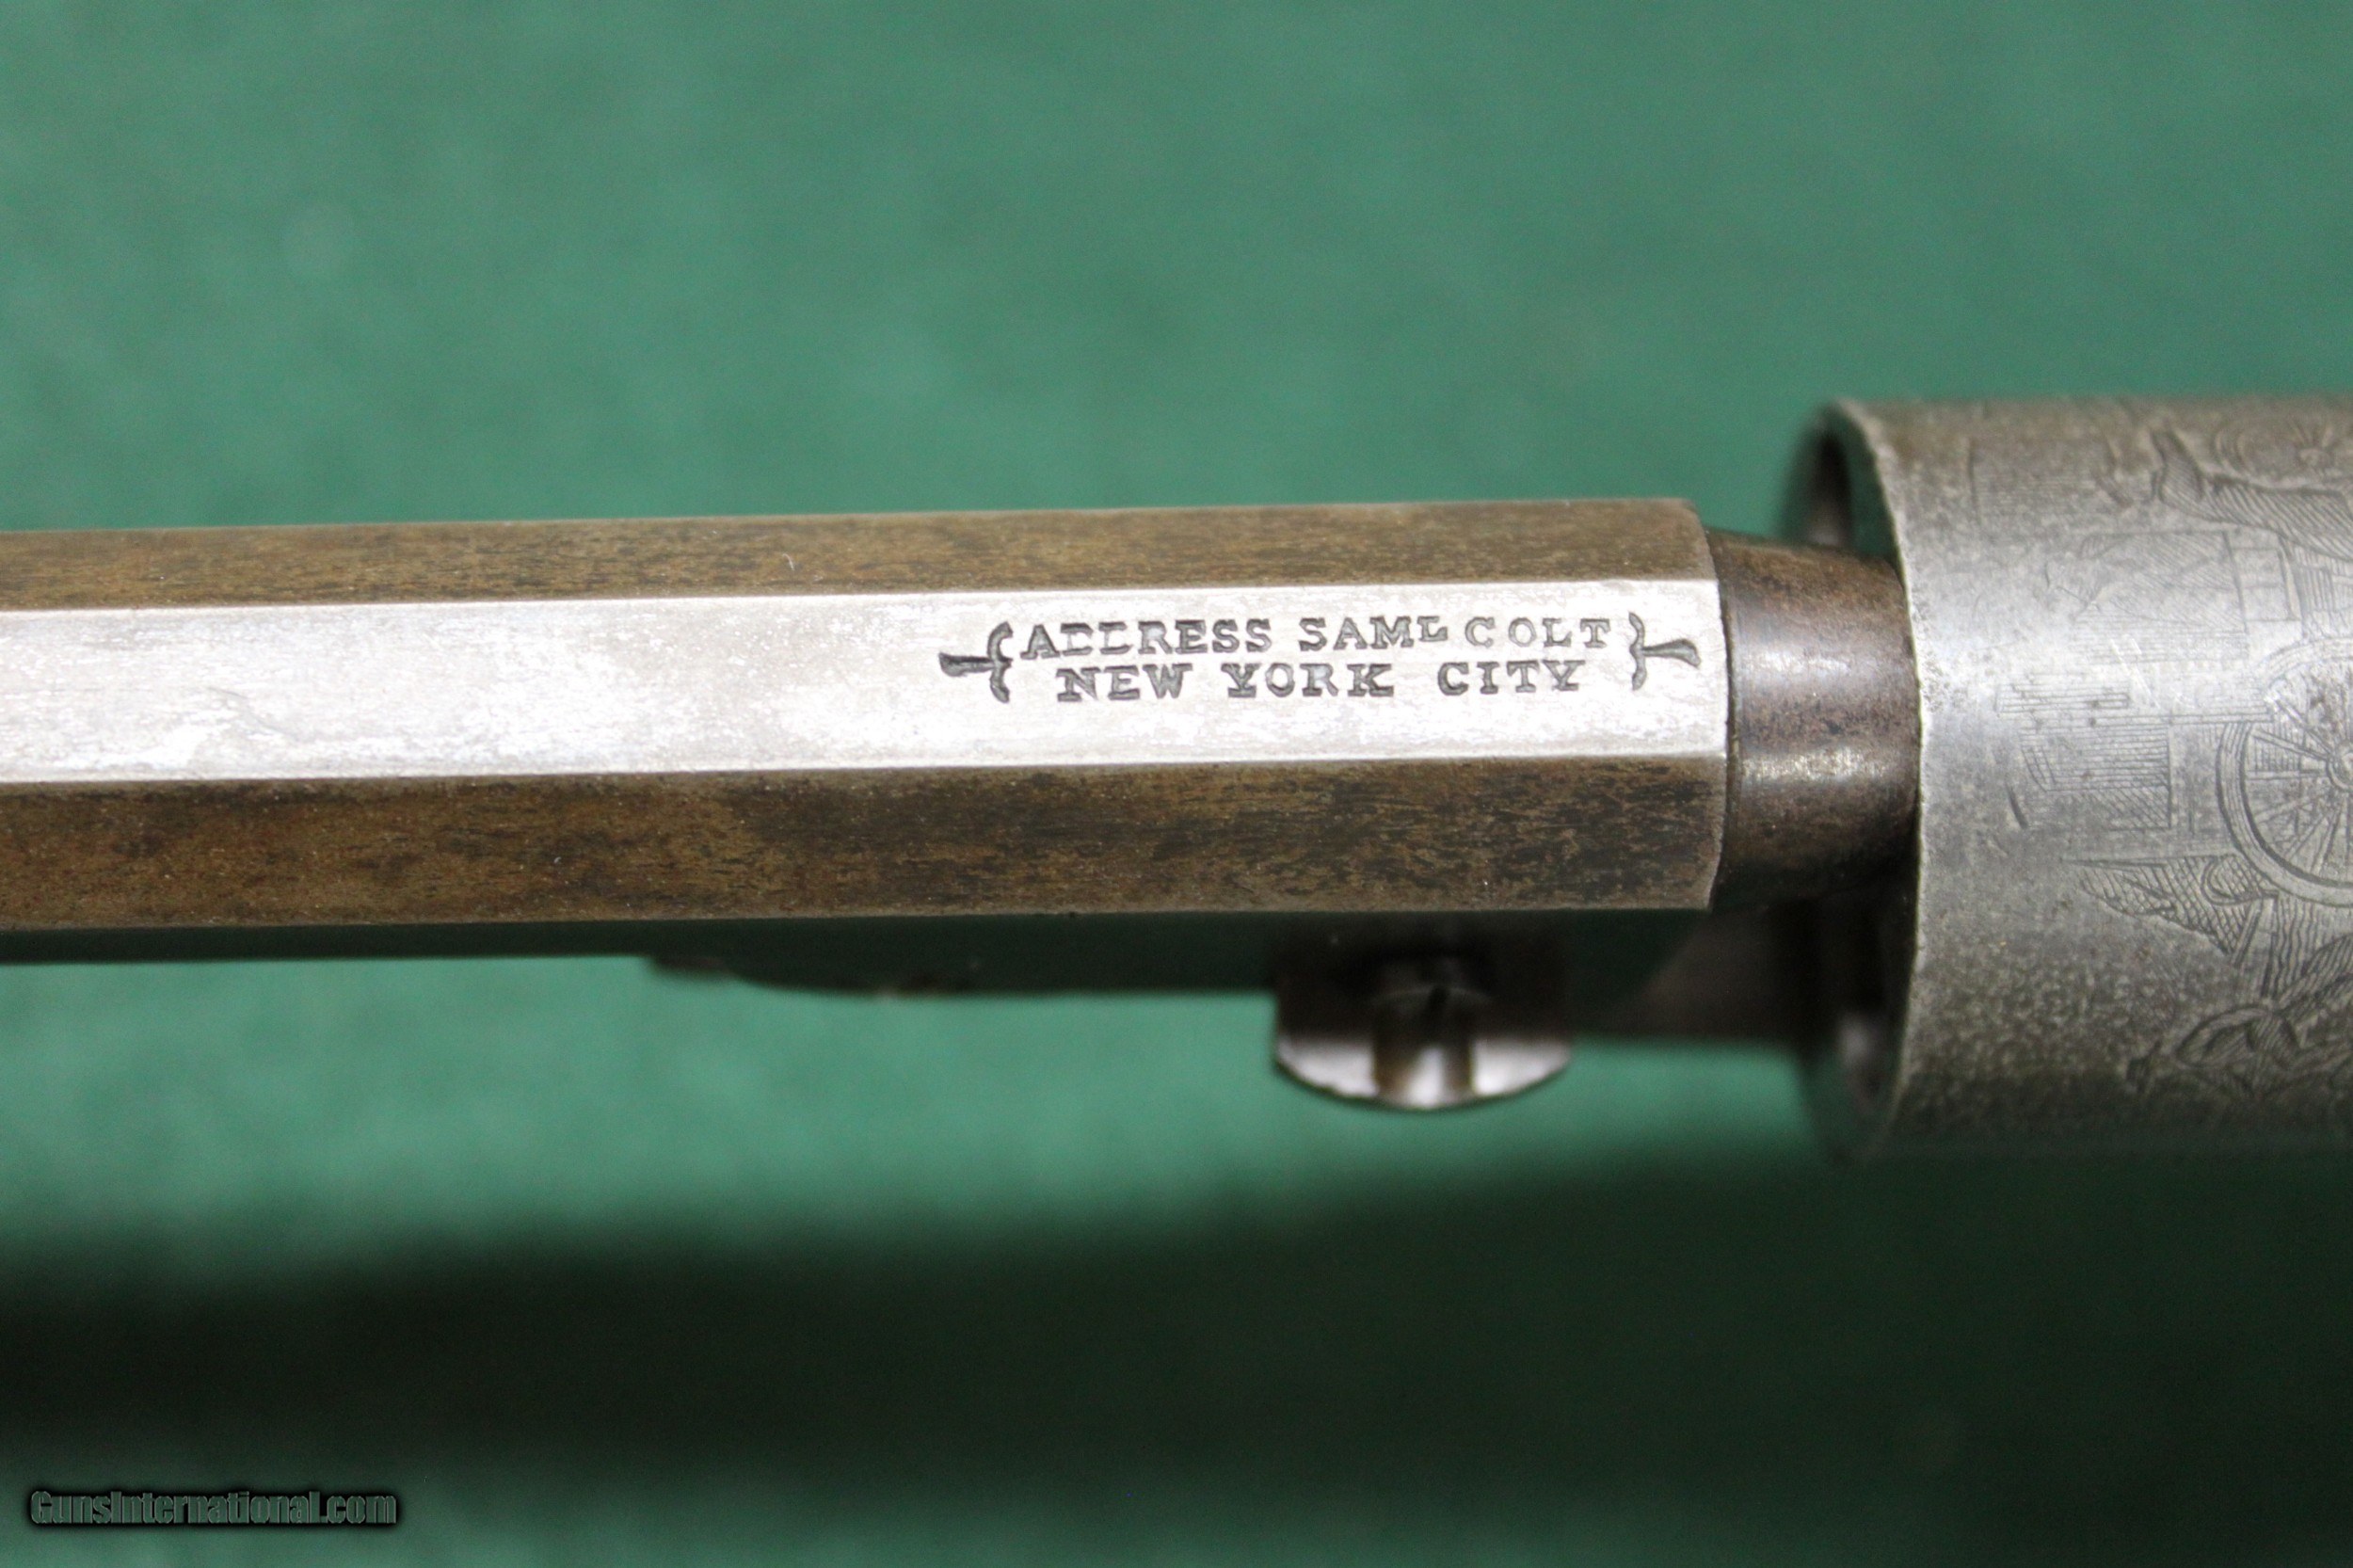 ADDRESS SAML COLT
NEW YORK CITY
GunsInternational.com